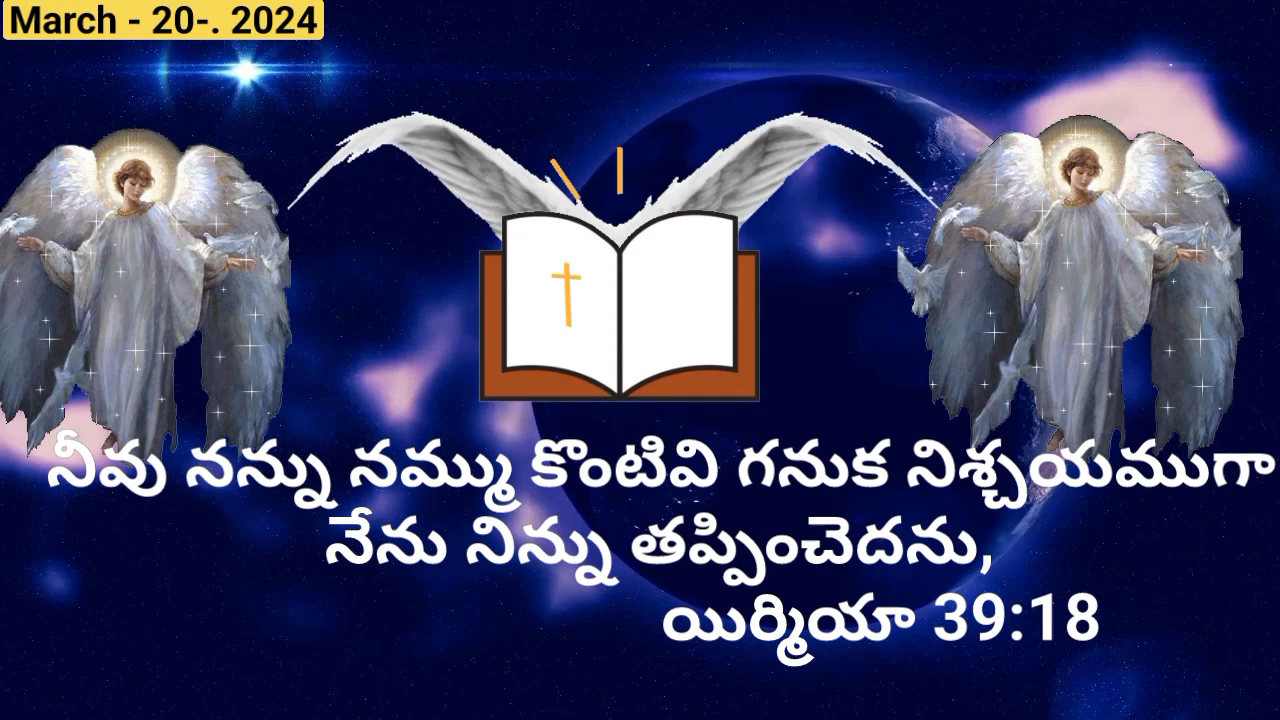 March - 20-. 2024
నీవు నన్ను నమ్ము కొంటివి గనుక నిశ్చయముగా
నేను నిన్ను తప్పించెదను,
యిర్మియా 39:18